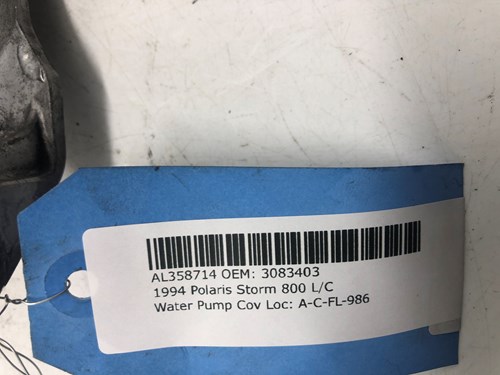 AL358714 OEM: 3083403
1994 Polaris Storm 800 L/C
Water Pump Cov Loc: A-C-FL-986